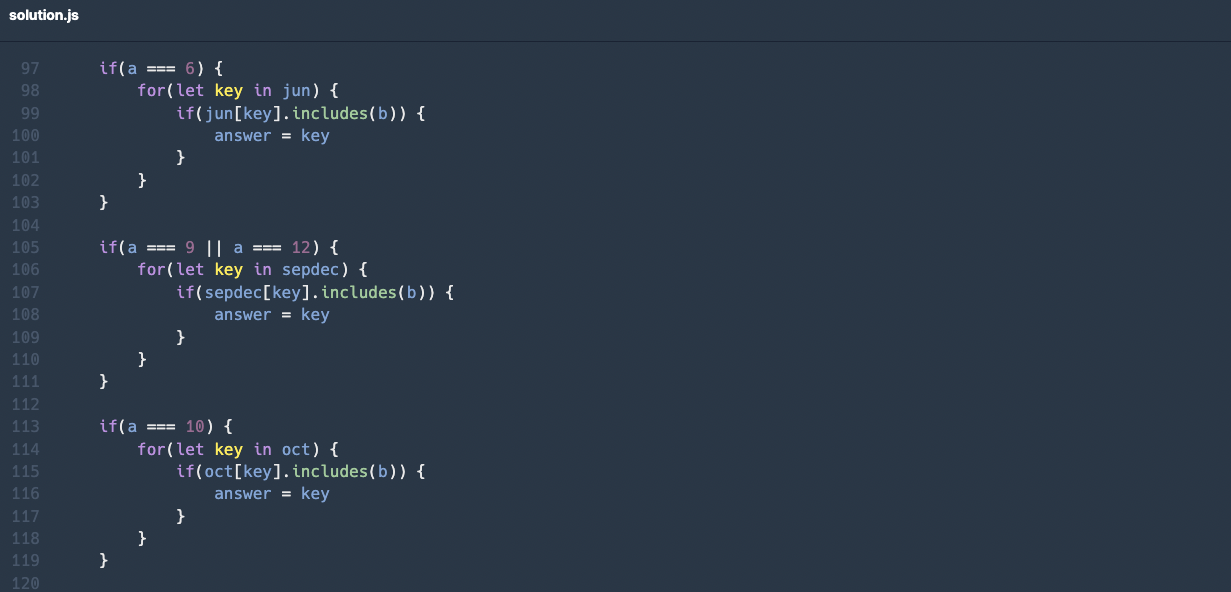 solution.js
97 if(a === 6) {
98 for(let key in jun) {
99 if(jun[key].includes(b)) {
100 answer = key
101 }
102 }
103 }
104
105 if(a === 9 || a === 12) {
106 for(let key in sepdec) {
107 if(sepdec[key].includes(b)) {
108 answer = key
109 }
110 }
111 }
112
113 if(a === 10) {
114 for(let key in oct) {
115 if(oct[key].includes(b)) {
116 answer = key
117 }
118 }
119 }
120